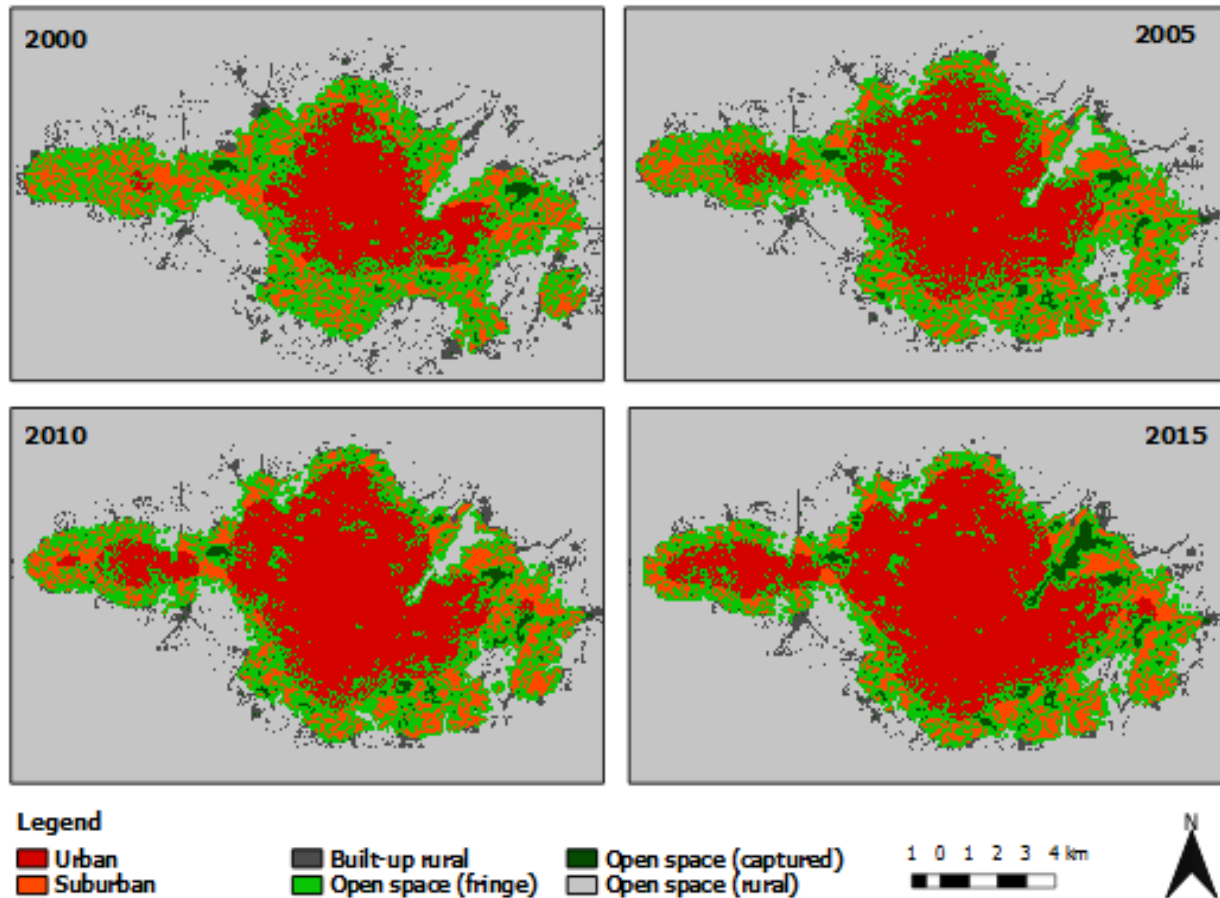 2000
2005
2010
2015
Legend
Urban
Built-up rural
Open space (captured)
Suburban
Open space (fringe)
Open space (rural)
1 0 1 2 3 4 km
N